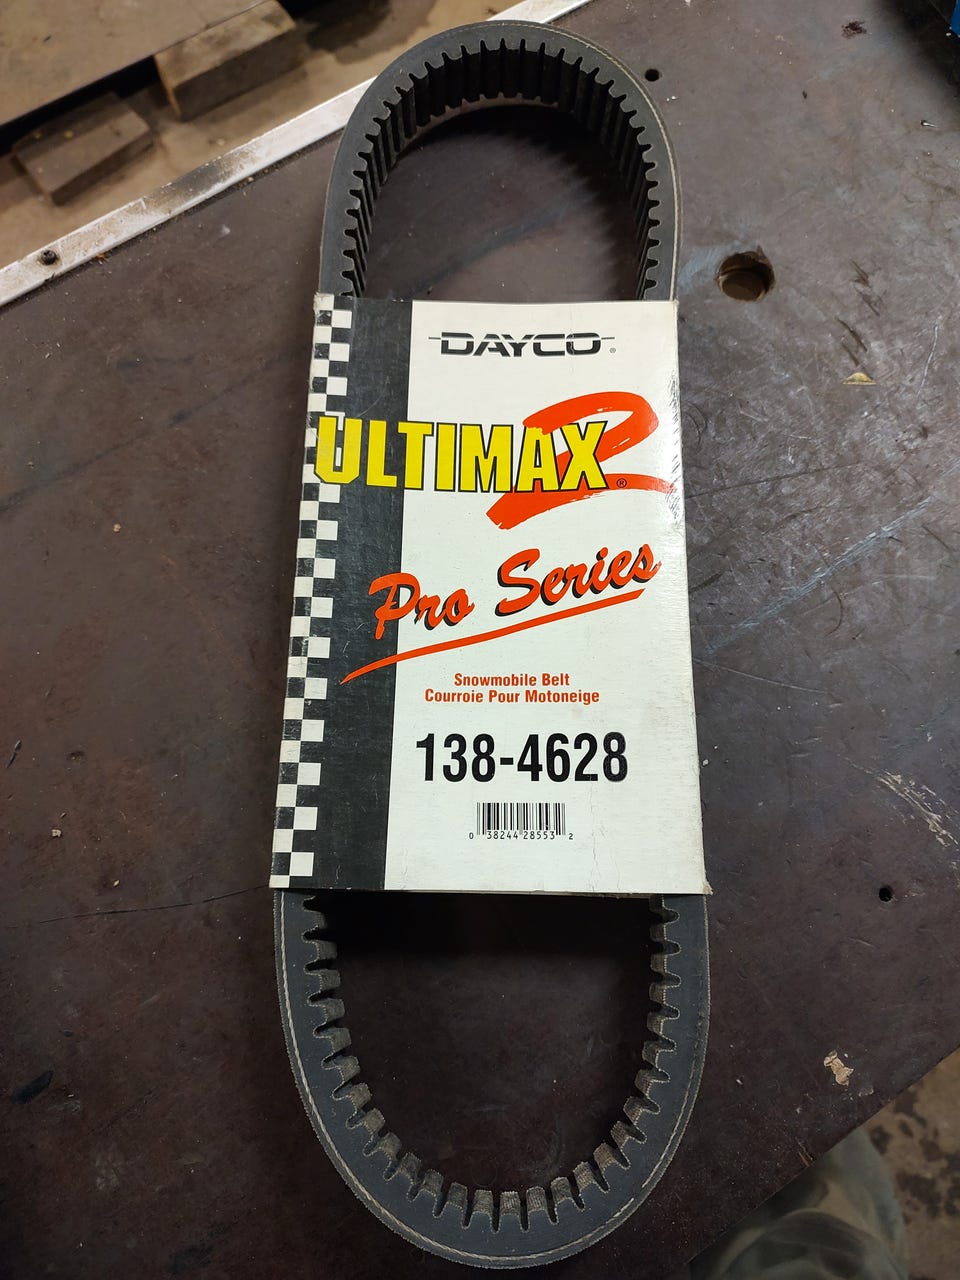 DAYCO®
ULTIMAX 2®
Pro Series
Snowmobile Belt
Courroie Pour Motoneige
138-4628
0 38244 28553 2